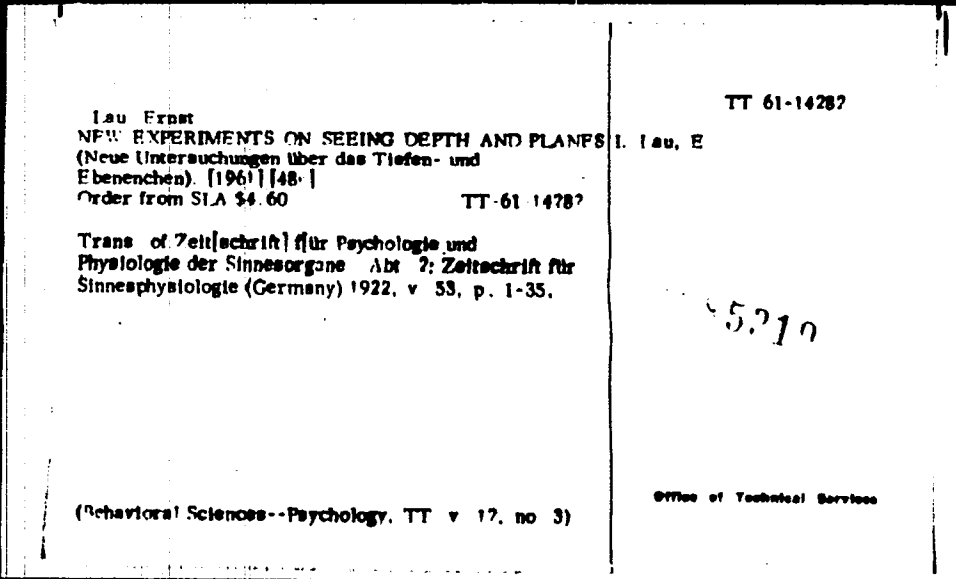 Lau Ernst
NEW EXPERIMENTS ON SEEING DEPTH AND PLANES
(Neue Untersuchungen über das Tiefen- und
Ebenenchen). [1961] [48]
Order from SLA $4.60 TT-61 14282
Trans of Zeit[schrift] f[ür Psychologie und
Physiologie der Sinnesorgane Abt 2: Zeitschrift für
Sinnesphysiologie (Germany) 1922, v 53, p. 1-35.
(Behavioral Sciences--Psychology, TT v 17, no 3)
TT 61-14282
I. Lau, E
Office of Technical Services